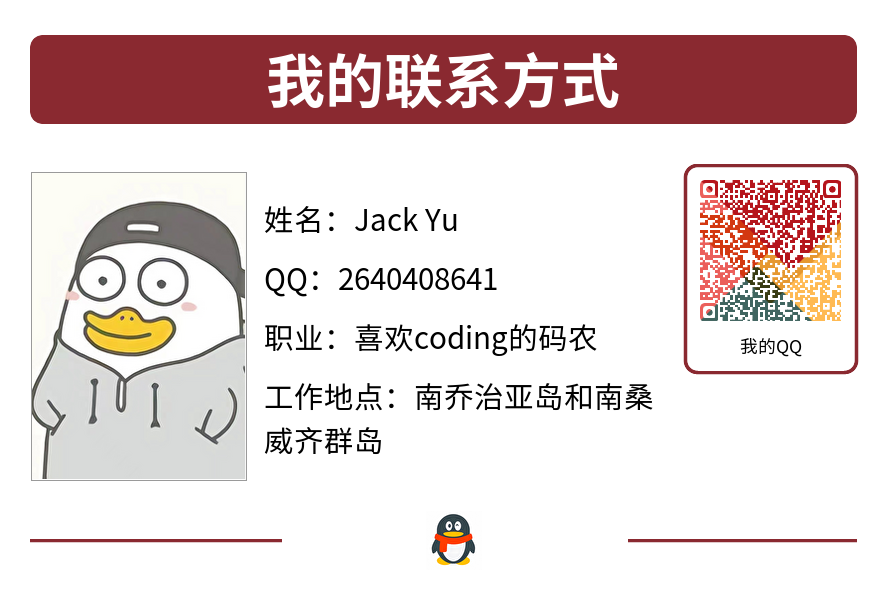 我的联系方式
姓名：Jack Yu
QQ：2640408641
职业：喜欢coding的码农
工作地点：南乔治亚岛和南桑
威齐群岛
我的QQ